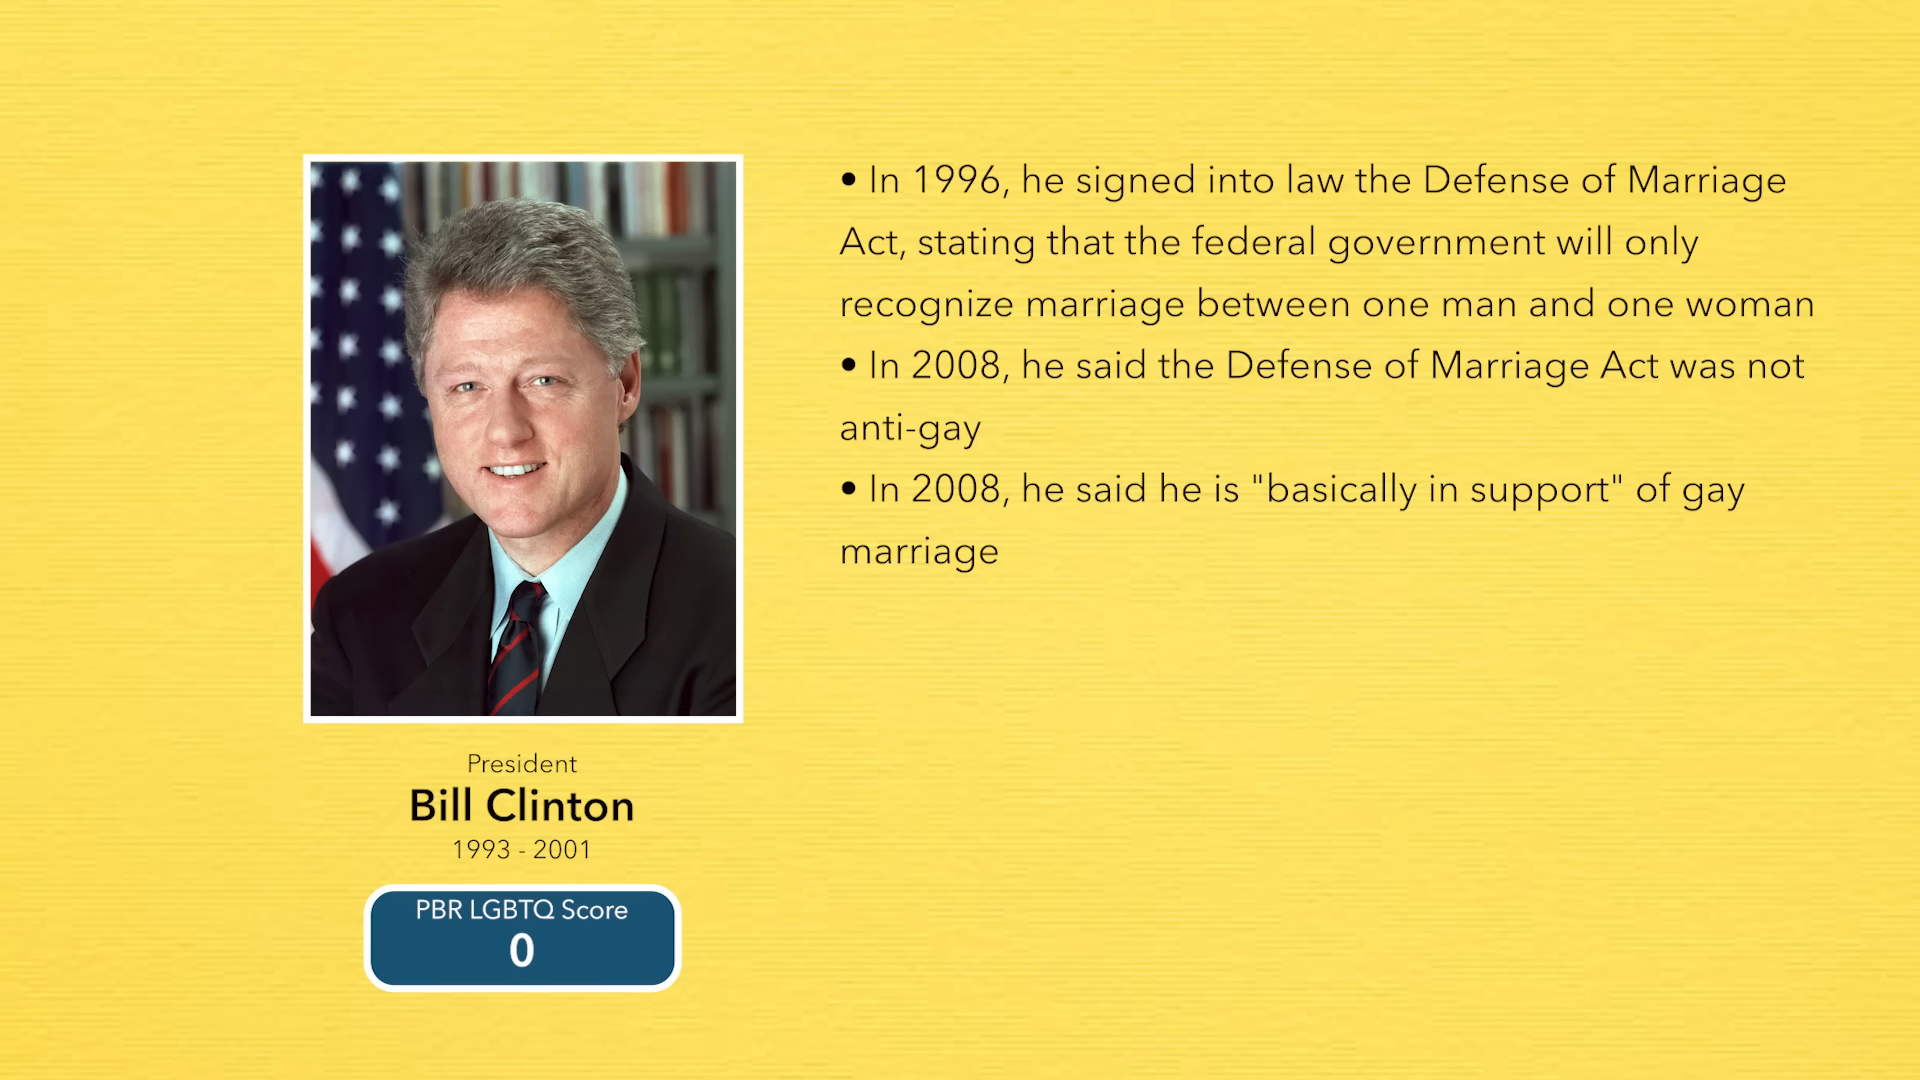 • In 1996, he signed into law the Defense of Marriage
Act, stating that the federal government will only
recognize marriage between one man and one woman
• In 2008, he said the Defense of Marriage Act was not
anti-gay
• In 2008, he said he is "basically in support" of gay
marriage
President
Bill Clinton
1993 - 2001
PBR LGBTQ Score
0